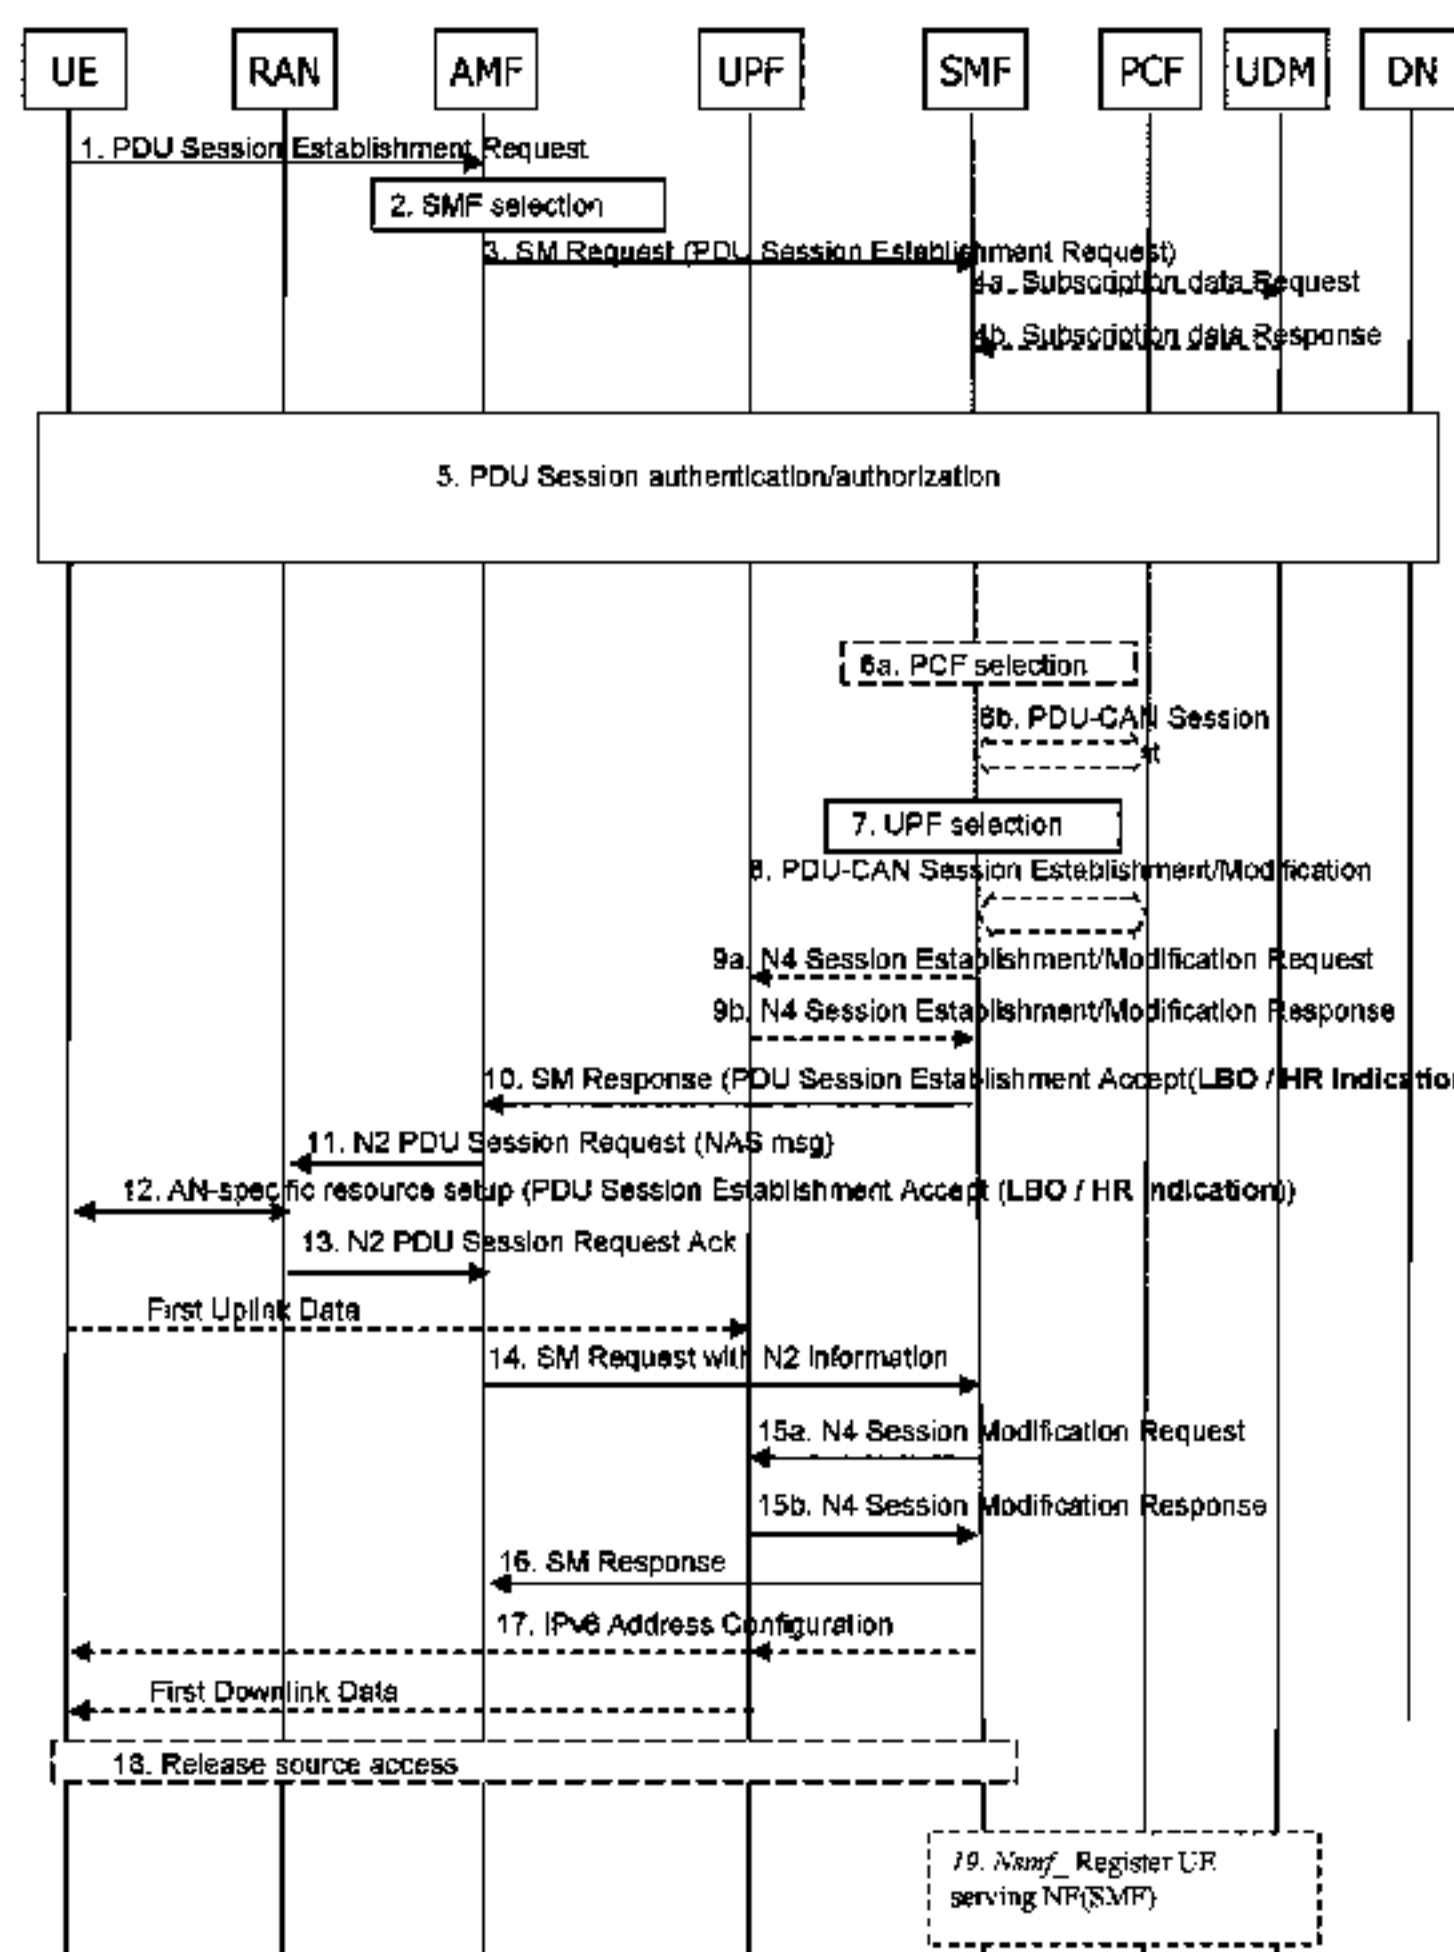 UE RAN AMF UPF SMF PCF UDM DN
1. PDU Session Establishment Request
2. SMF selection
3. SM Request (PDU Session Establishment Request)
4a. Subscription data Request
4b. Subscription data Response
5. PDU Session authentication/authorization
6a. PCF selection
6b. PDU-CAN Session
7. UPF selection
8. PDU-CAN Session Establishment/Modification
9a. N4 Session Establishment/Modification Request
9b. N4 Session Establishment/Modification Response
10. SM Response (PDU Session Establishment Accept(LBO / HR Indication
11. N2 PDU Session Request (NAS msg)
12. AN-specific resource setup (PDU Session Establishment Accept (LBO / HR Indication))
13. N2 PDU Session Request Ack
First Uplink Data
14. SM Request with N2 Information
15a. N4 Session Modification Request
15b. N4 Session Modification Response
16. SM Response
17. IPv6 Address Configuration
First Downlink Data
18. Release source access
19. Nsmf_ Register UE
serving NF(SMF)